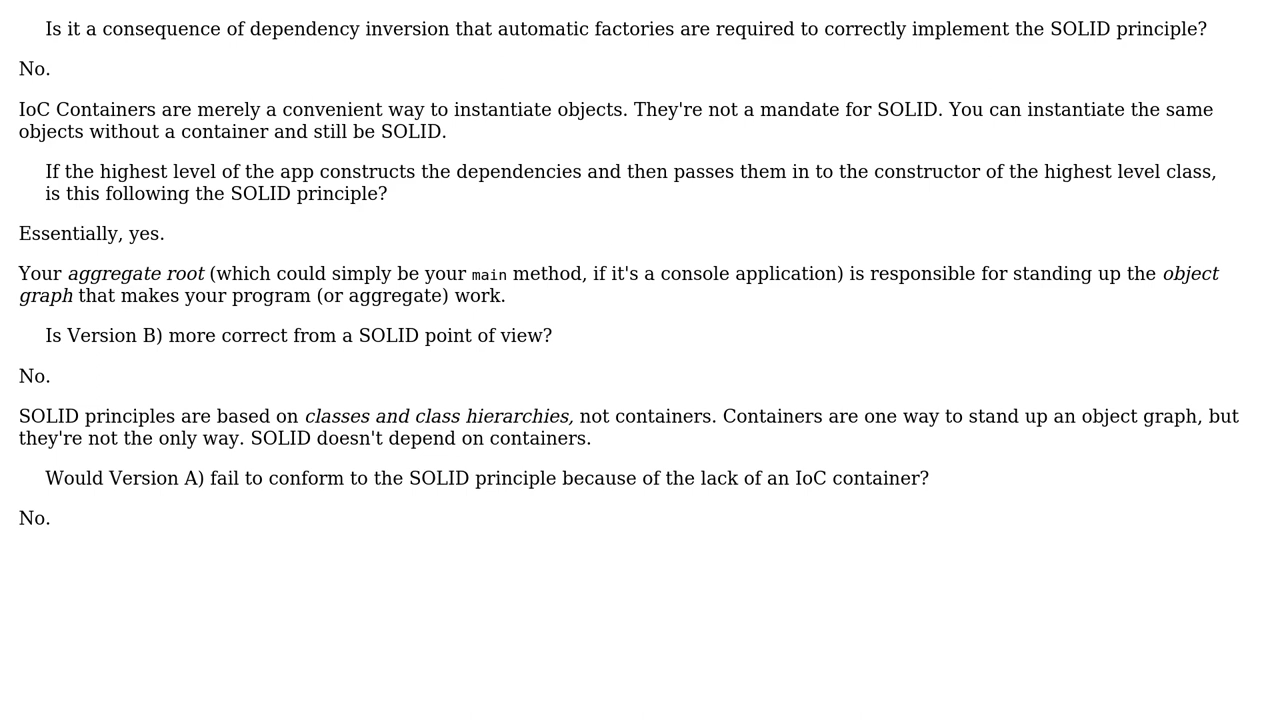 Is it a consequence of dependency inversion that automatic factories are required to correctly implement the SOLID principle?
No.
IoC Containers are merely a convenient way to instantiate objects. They're not a mandate for SOLID. You can instantiate the same
objects without a container and still be SOLID.
If the highest level of the app constructs the dependencies and then passes them in to the constructor of the highest level class,
is this following the SOLID principle?
Essentially, yes.
Your aggregate root (which could simply be your main method, if it's a console application) is responsible for standing up the object
graph that makes your program (or aggregate) work.
Is Version B) more correct from a SOLID point of view?
No.
SOLID principles are based on classes and class hierarchies, not containers. Containers are one way to stand up an object graph, but
they're not the only way. SOLID doesn't depend on containers.
Would Version A) fail to conform to the SOLID principle because of the lack of an IoC container?
No.